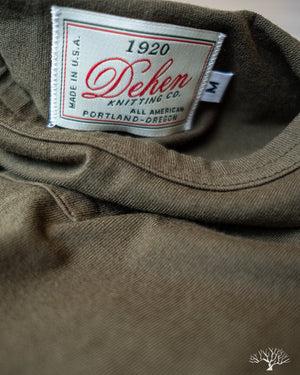 1920
MADE IN U.S.A.
Dehen
KNITTING CO.
ALL AMERICAN
PORTLAND-OREGON
M